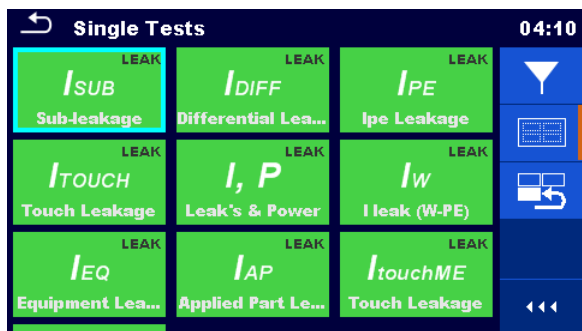 Single Tests 04:10
LEAK LEAK LEAK
ISUB IDIFF IPE
Sub-leakage Differential Lea... Ipe Leakage
LEAK LEAK LEAK
ITOUCH I, P IW
Touch Leakage Leak's & Power I leak (W-PE)
LEAK LEAK LEAK
IEQ IAP ItouchME
Equipment Lea... Applied Part Le... Touch Leakage